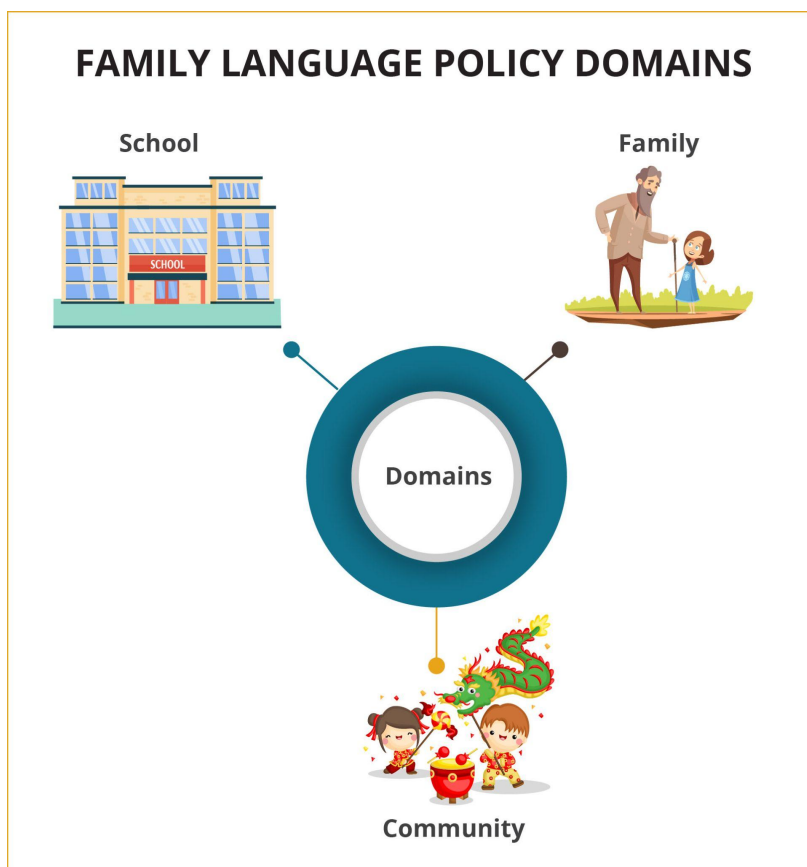 FAMILY LANGUAGE POLICY DOMAINS
School
Family
SCHOOL
Domains
Community